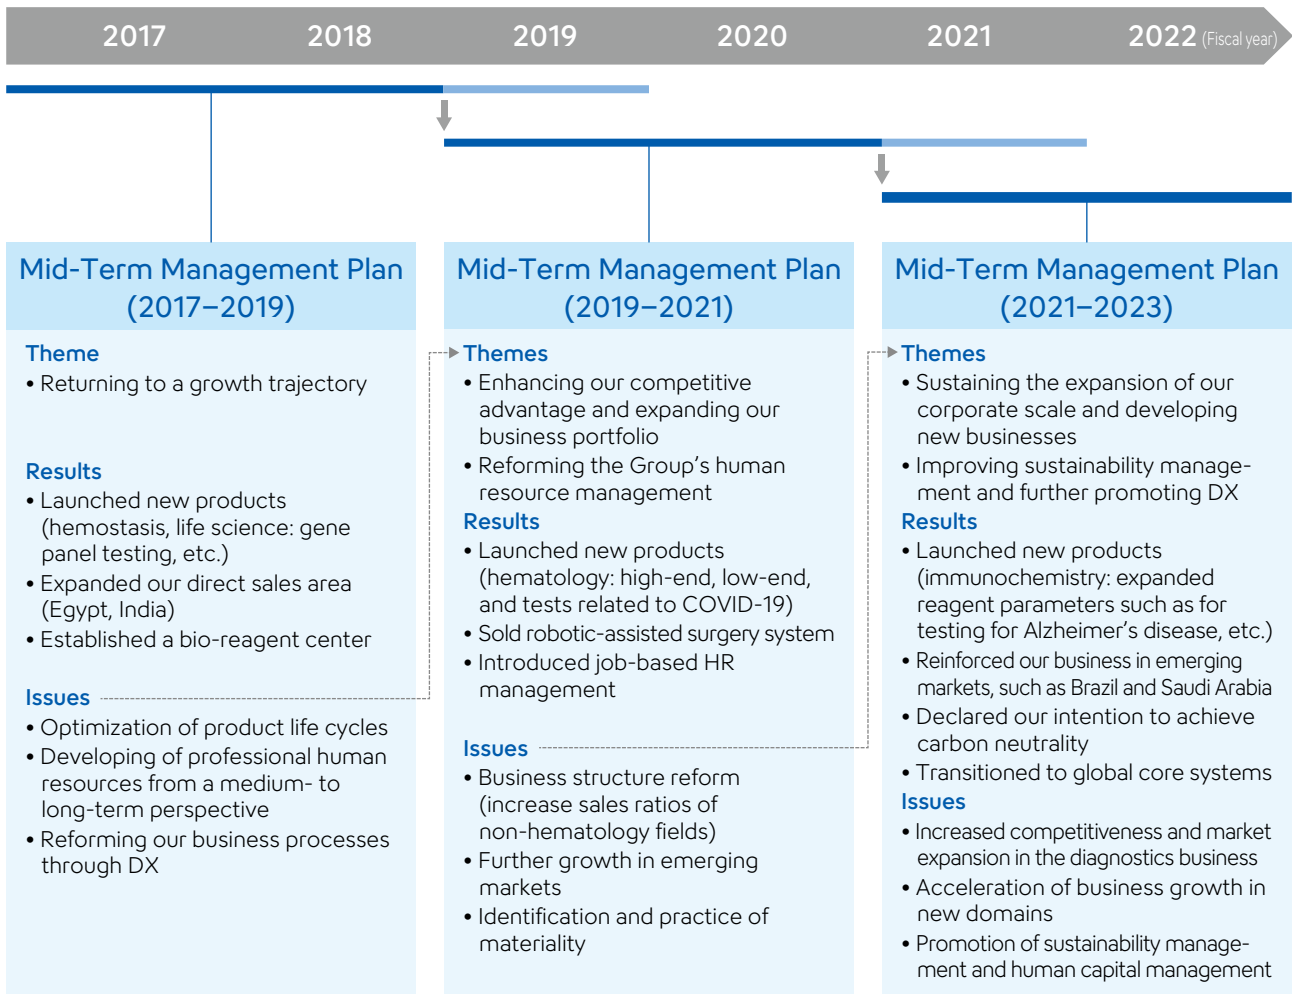 2017 2018 2019 2020 2021 2022 (Fiscal year)
Mid-Term Management Plan
(2017–2019)
Theme
• Returning to a growth trajectory
Results
• Launched new products
(hemostasis, life science: gene
panel testing, etc.)
• Expanded our direct sales area
(Egypt, India)
• Established a bio-reagent center
Issues
• Optimization of product life cycles
• Developing of professional human
resources from a medium- to
long-term perspective
• Reforming our business processes
through DX
Mid-Term Management Plan
(2019–2021)
Themes
• Enhancing our competitive
advantage and expanding our
business portfolio
• Reforming the Group's human
resource management
Results
• Launched new products
(hematology: high-end, low-end,
and tests related to COVID-19)
• Sold robotic-assisted surgery system
• Introduced job-based HR
management
Issues
• Business structure reform
(increase sales ratios of
non-hematology fields)
• Further growth in emerging
markets
• Identification and practice of
materiality
Mid-Term Management Plan
(2021–2023)
Themes
• Sustaining the expansion of our
corporate scale and developing
new businesses
• Improving sustainability manage-
ment and further promoting DX
Results
• Launched new products
(immunochemistry: expanded
reagent parameters such as for
testing for Alzheimer's disease, etc.)
• Reinforced our business in emerging
markets, such as Brazil and Saudi Arabia
• Declared our intention to achieve
carbon neutrality
• Transitioned to global core systems
Issues
• Increased competitiveness and market
expansion in the diagnostics business
• Acceleration of business growth in
new domains
• Promotion of sustainability manage-
ment and human capital management